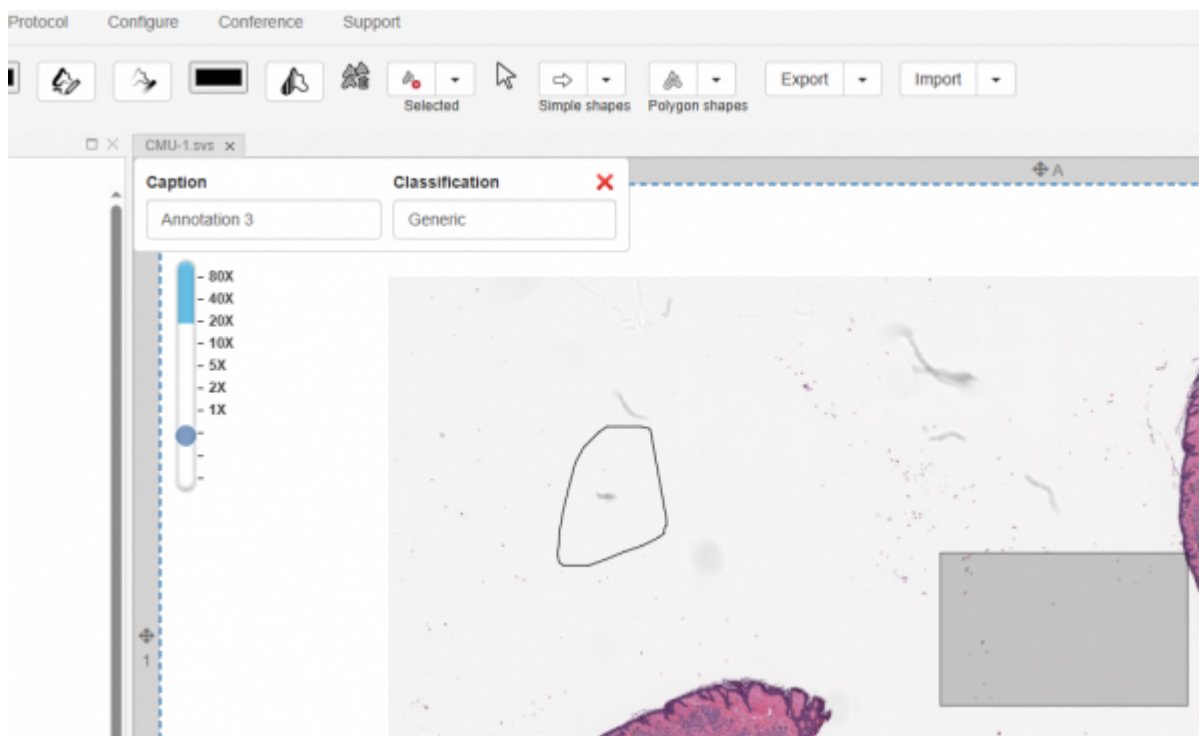 Protocol Configure Conference Support
Export Import
Selected Simple shapes Polygon shapes
CMU-1.svs
A
Caption Classification
Annotation 3 Generic
80X
40X
20X
10X
5X
2X
1X
1